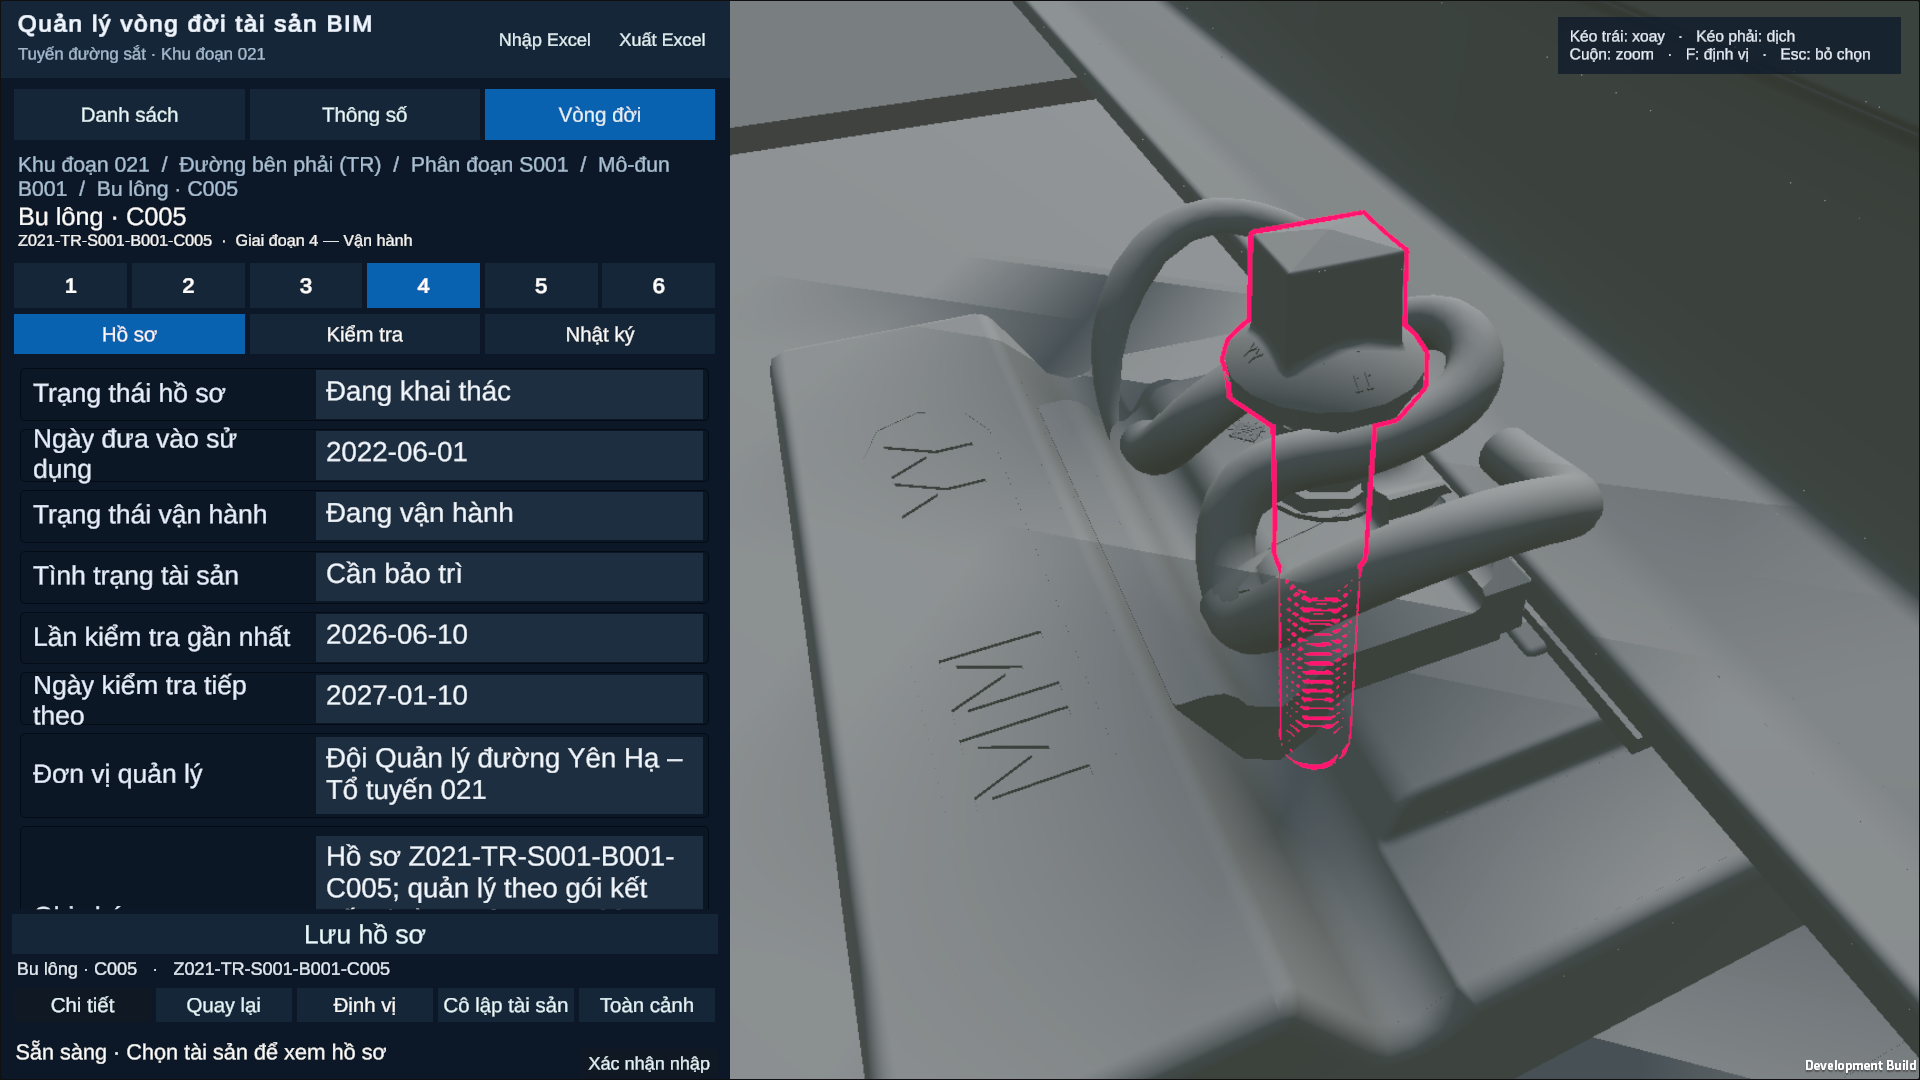 Quản lý vòng đời tài sản BIM
Tuyến đường sắt · Khu đoạn 021
Nhập Excel
Xuất Excel
Danh sách
Thông số
Vòng đời
Khu đoạn 021 / Đường bên phải (TR) / Phân đoạn S001 / Mô-đun
B001 / Bu lông · C005
Bu lông · C005
Z021-TR-S001-B001-C005 · Giai đoạn 4 — Vận hành
1
2
3
4
5
6
Hồ sơ
Kiểm tra
Nhật ký
Trạng thái hồ sơ
Đang khai thác
Ngày đưa vào sử
dụng
2022-06-01
Trạng thái vận hành
Đang vận hành
Tình trạng tài sản
Cần bảo trì
Lần kiểm tra gần nhất
2026-06-10
Ngày kiểm tra tiếp
theo
2027-01-10
Đơn vị quản lý
Đội Quản lý đường Yên Hạ –
Tổ tuyến 021
Hồ sơ Z021-TR-S001-B001-
C005; quản lý theo gói kết
Lưu hồ sơ
Bu lông · C005 · Z021-TR-S001-B001-C005
Chi tiết
Quay lại
Định vị
Cô lập tài sản
Toàn cảnh
Sẵn sàng · Chọn tài sản để xem hồ sơ
Xác nhận nhập
Kéo trái: xoay · Kéo phải: dịch
Cuộn: zoom · F: định vị · Esc: bỏ chọn
Development Build